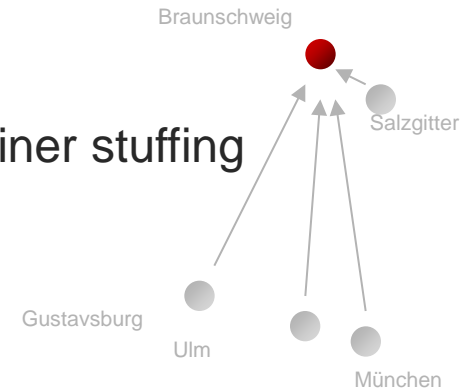 Braunschweig
Salzgitter
iner stuffing
Gustavsburg
Ulm
München